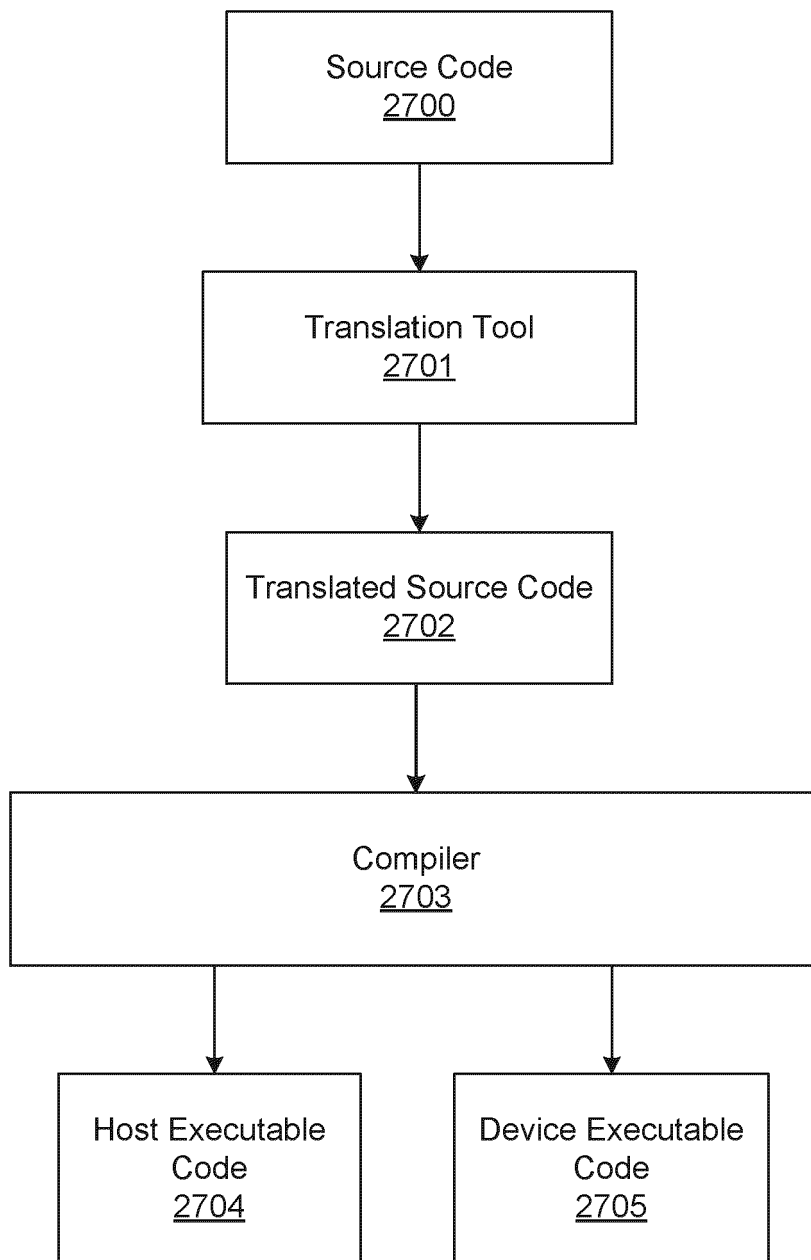 Source Code
2700
Translation Tool
2701
Translated Source Code
2702
Compiler
2703
Host Executable
Code
2704
Device Executable
Code
2705